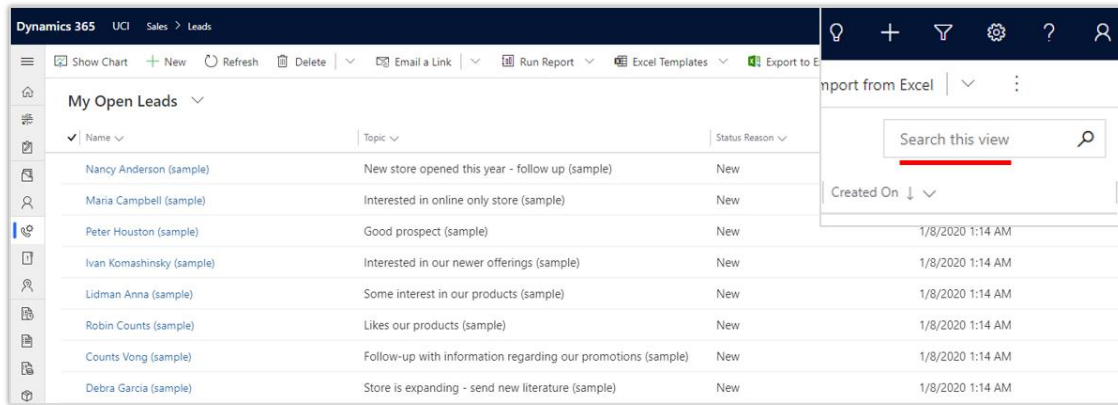 Dynamics 365 UCI Sales > Leads
Show Chart New Refresh Delete Email a Link Run Report Excel Templates Export to E
mport from Excel
My Open Leads
Search this view
Name Topic Status Reason Created On
Nancy Anderson (sample) New store opened this year - follow up (sample) New
Maria Campbell (sample) Interested in online only store (sample) New
Peter Houston (sample) Good prospect (sample) New 1/8/2020 1:14 AM
Ivan Komashinsky (sample) Interested in our newer offerings (sample) New 1/8/2020 1:14 AM
Lidman Anna (sample) Some interest in our products (sample) New 1/8/2020 1:14 AM
Robin Counts (sample) Likes our products (sample) New 1/8/2020 1:14 AM
Counts Vong (sample) Follow-up with information regarding our promotions (sample) New 1/8/2020 1:14 AM
Debra Garcia (sample) Store is expanding - send new literature (sample) New 1/8/2020 1:14 AM